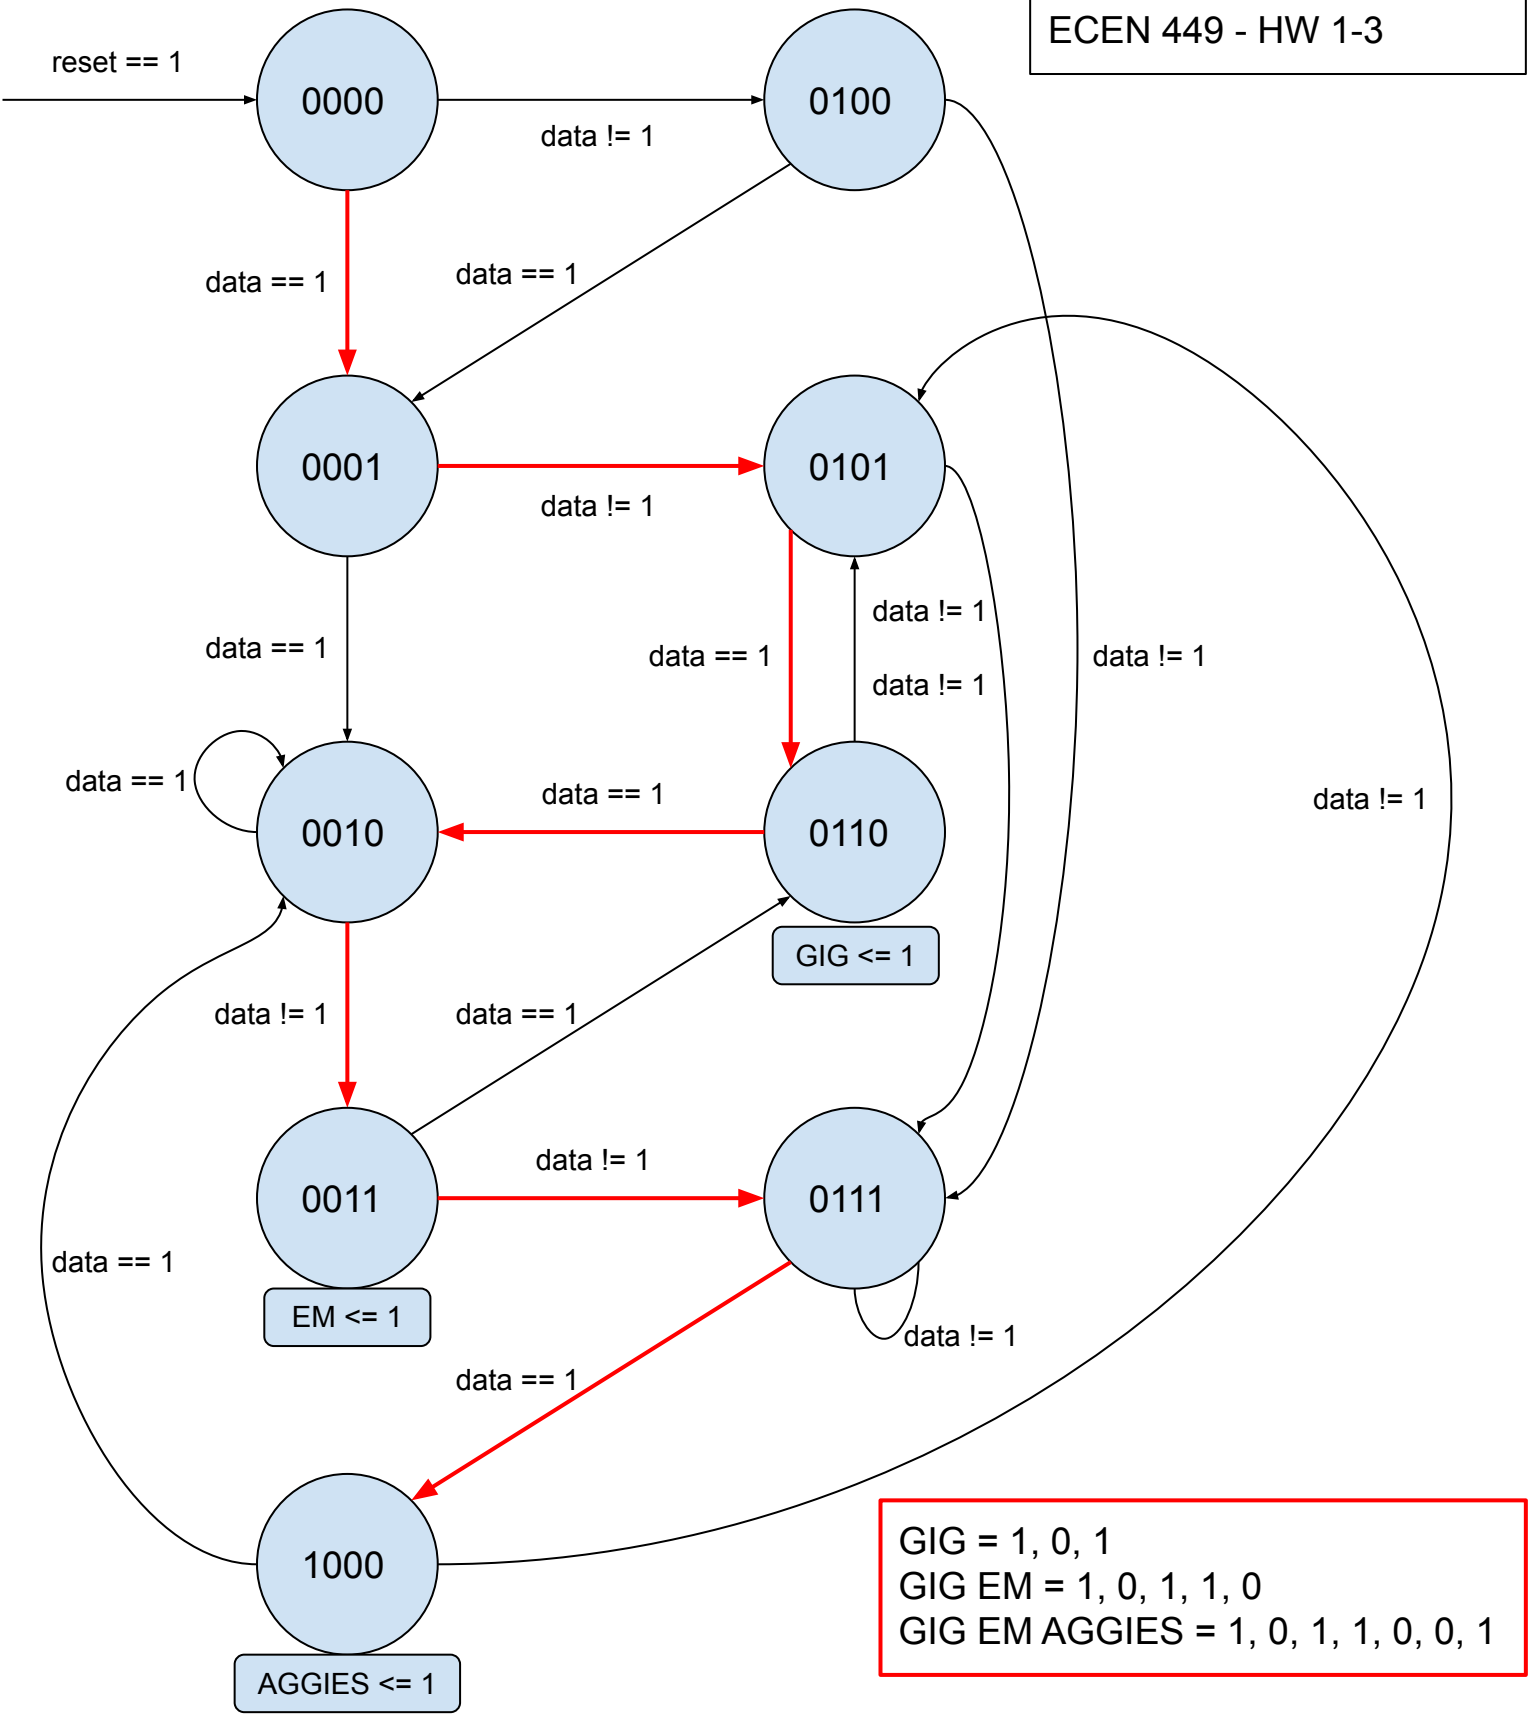 ECEN 449 - HW 1-3
reset == 1
0000
0100
data != 1
data == 1
data == 1
0001
0101
data != 1
data != 1
data == 1
data == 1
data != 1
data != 1
data == 1
data == 1
data != 1
0010
0110
GIG <= 1
data != 1
data == 1
data != 1
0011
0111
data == 1
EM <= 1
data != 1
data == 1
1000
GIG = 1, 0, 1
GIG EM = 1, 0, 1, 1, 0
GIG EM AGGIES = 1, 0, 1, 1, 0, 0, 1
AGGIES <= 1